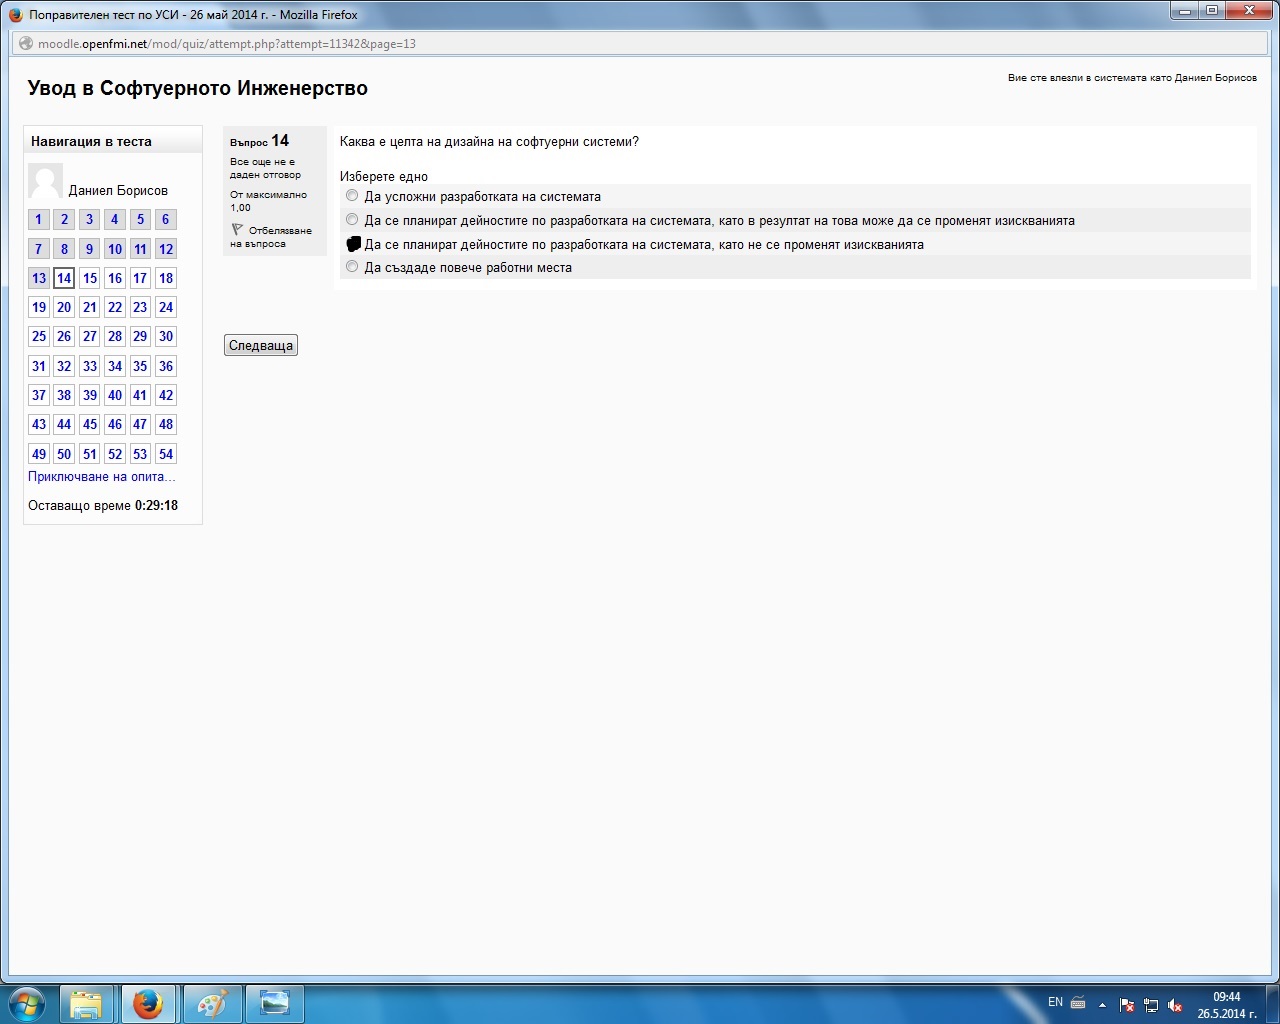 Поправителен тест по УСИ - 26 май 2014 г. - Mozilla Firefox
moodle.openfmi.net/mod/quiz/attempt.php?attempt=11342&page=13
Увод в Софтуерното Инженерство
Вие сте влезли в системата като Даниел Борисов
Навигация в теста
Даниел Борисов
1 2 3 4 5 6
7 8 9 10 11 12
13 14 15 16 17 18
19 20 21 22 23 24
25 26 27 28 29 30
31 32 33 34 35 36
37 38 39 40 41 42
43 44 45 46 47 48
49 50 51 52 53 54
Приключване на опита...
Оставащо време 0:29:18
Въпрос 14
Все още не е
даден отговор
От максимално
1,00
Отбелязване
на въпроса
Каква е целта на дизайна на софтуерни системи?
Изберете едно
Да усложни разработката на системата
Да се планират дейностите по разработката на системата, като в резултат на това може да се променят изискванията
Да се планират дейностите по разработката на системата, като не се променят изискванията
Да създаде повече работни места
Следваща
EN
09:44
26.5.2014 г.